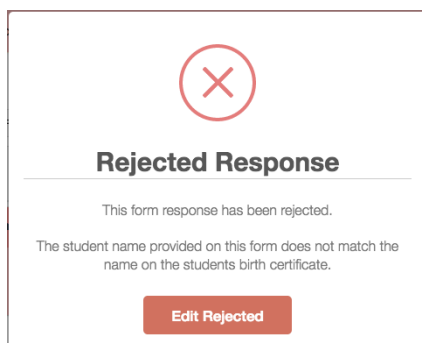 Rejected Response
This form response has been rejected.
The student name provided on this form does not match the
name on the students birth certificate.
Edit Rejected